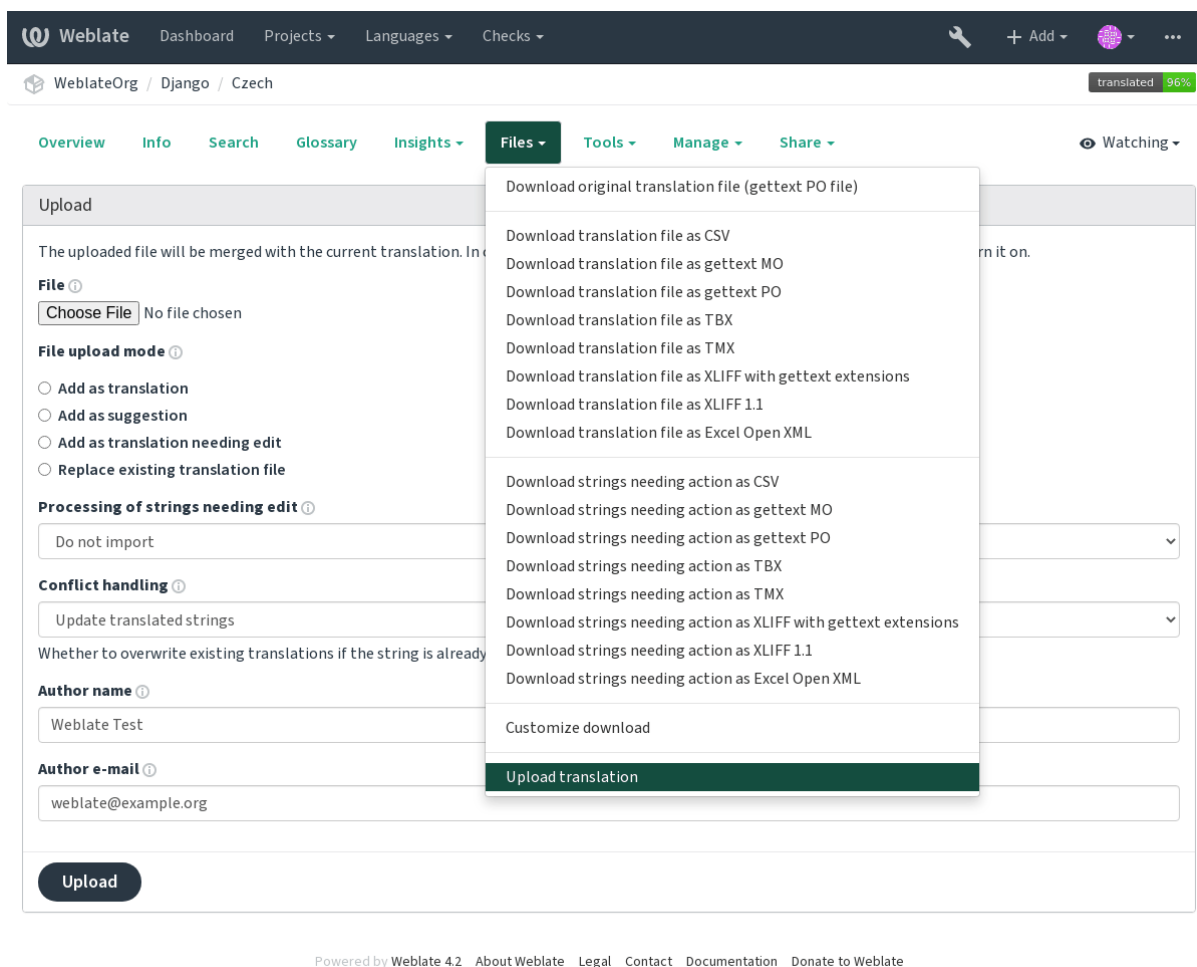 Weblate Dashboard Projects Languages Checks Add
WeblateOrg / Django / Czech translated 96%
Overview Info Search Glossary Insights Files Tools Manage Share Watching
Download original translation file (gettext PO file)
Download translation file as CSV
Download translation file as gettext MO
Download translation file as gettext PO
Download translation file as TBX
Download translation file as TMX
Download translation file as XLIFF with gettext extensions
Download translation file as XLIFF 1.1
Download translation file as Excel Open XML
Download strings needing action as CSV
Download strings needing action as gettext MO
Download strings needing action as gettext PO
Download strings needing action as TBX
Download strings needing action as TMX
Download strings needing action as XLIFF with gettext extensions
Download strings needing action as XLIFF 1.1
Download strings needing action as Excel Open XML
Customize download
Upload translation
Upload
The uploaded file will be merged with the current translation. In it on.
File
Choose File No file chosen
File upload mode
Add as translation
Add as suggestion
Add as translation needing edit
Replace existing translation file
Processing of strings needing edit
Do not import
Conflict handling
Update translated strings
Whether to overwrite existing translations if the string is already
Author name
Weblate Test
Author e-mail
weblate@example.org
Upload
Powered by Weblate 4.2 About Weblate Legal Contact Documentation Donate to Weblate